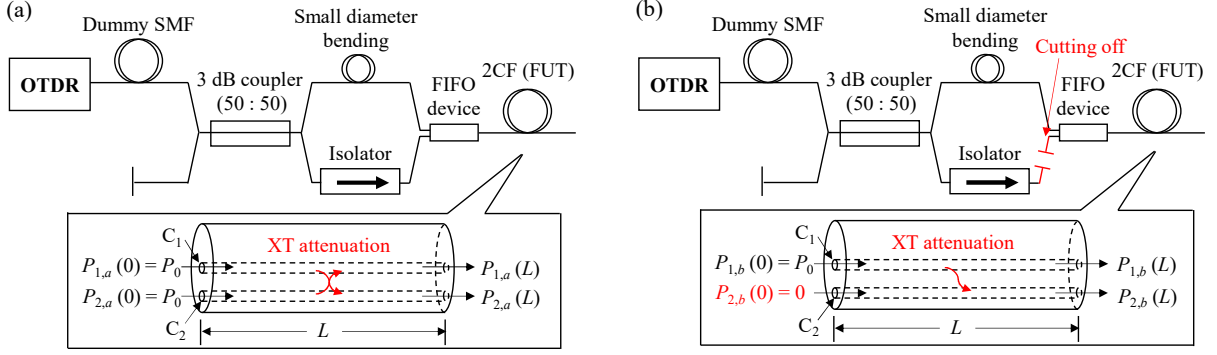 (a)
Dummy SMF
OTDR
3 dB coupler
(50 : 50)
Small diameter
bending
FIFO
device
2CF (FUT)
Isolator
C1
XT attenuation
P1,a (0) = P0
P1,a (L)
P2,a (0) = P0
P2,a (L)
C2
L
(b)
Dummy SMF
OTDR
3 dB coupler
(50 : 50)
Small diameter
bending
Cutting off
2CF (FUT)
FIFO
device
Isolator
C1
XT attenuation
P1,b (0) = P0
P1,b (L)
P2,b (0) = 0
P2,b (L)
C2
L